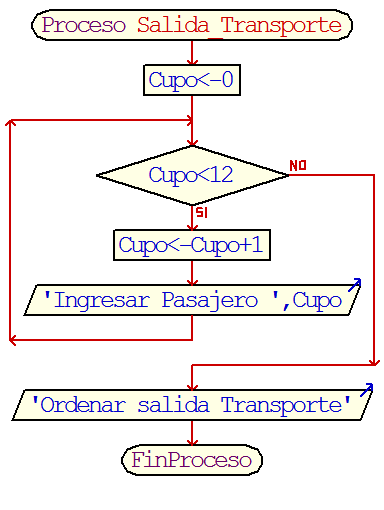 Proceso Salida_Transporte
Cupo<-0
Cupo<12
NO
SI
Cupo<-Cupo+1
'Ingresar Pasajero ',Cupo
'Ordenar salida Transporte'
FinProceso